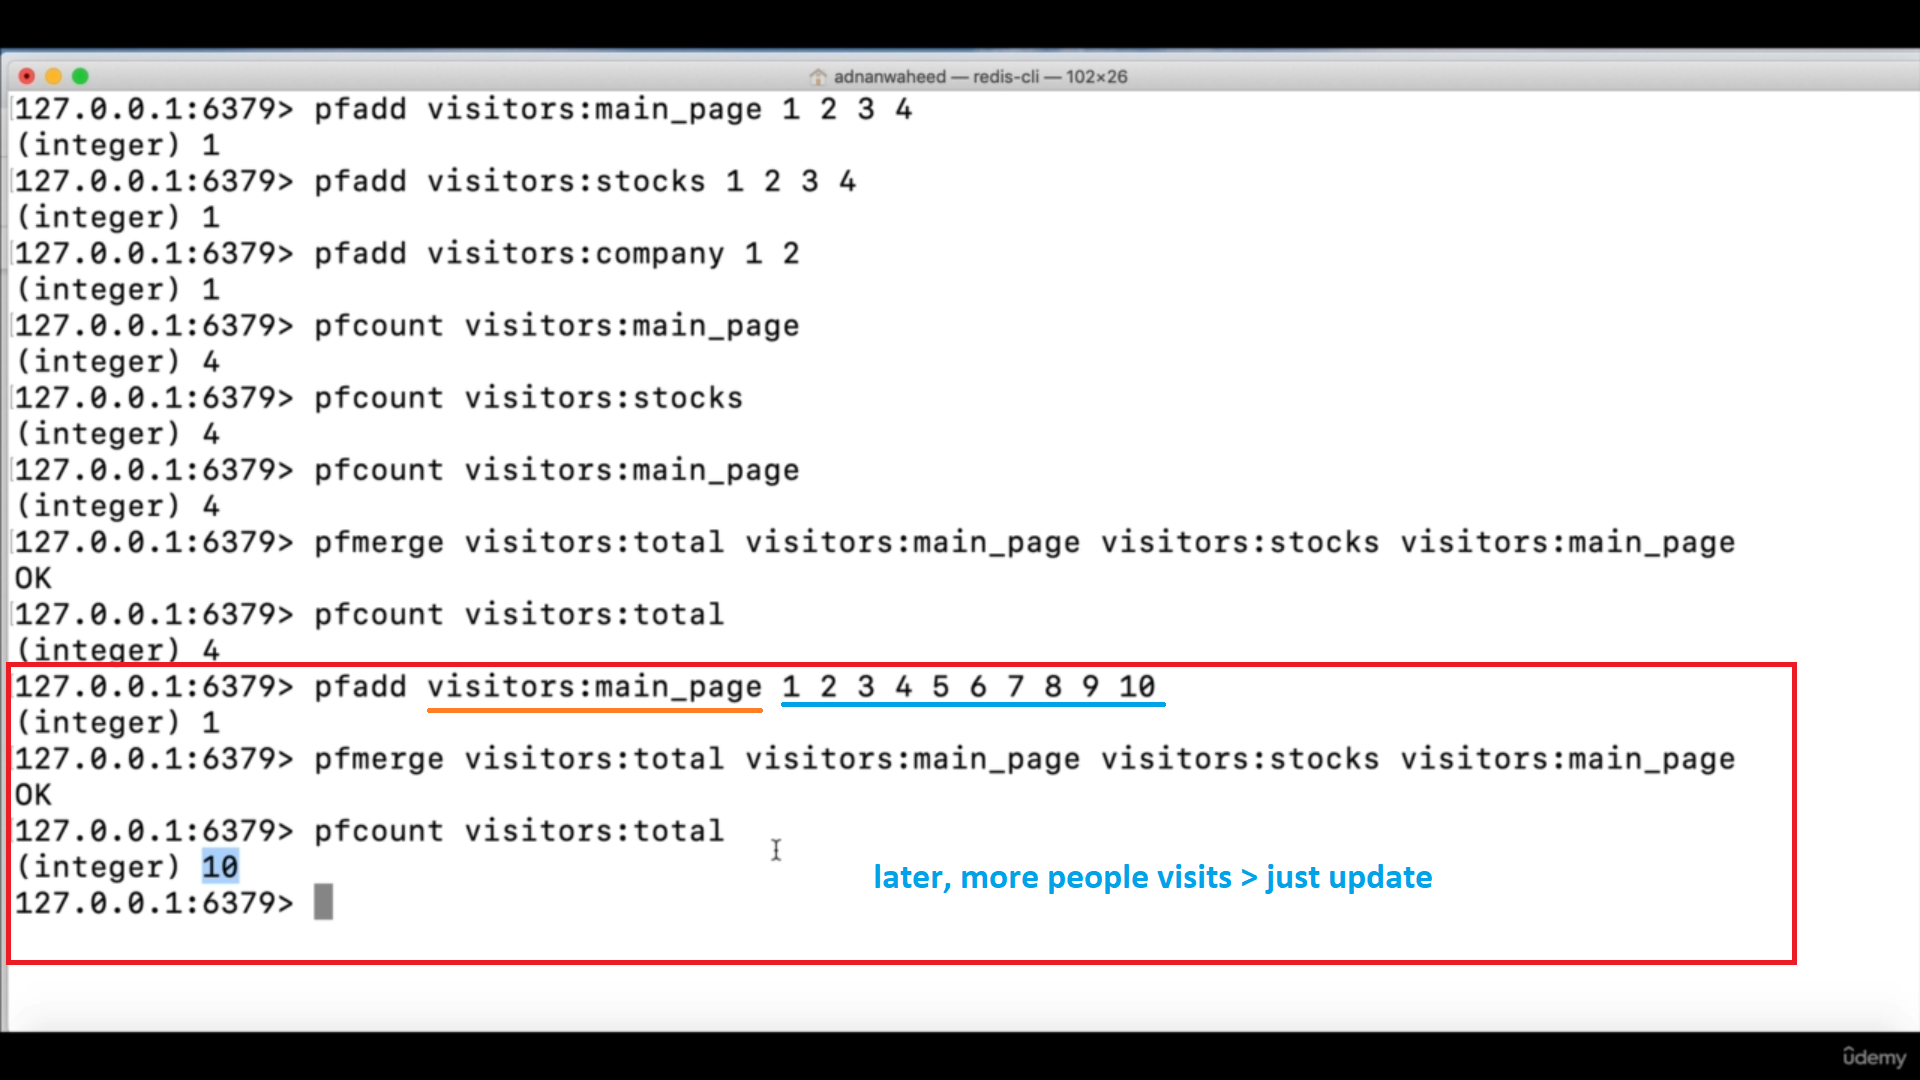 adnanwaheed — redis-cli — 102×26
127.0.0.1:6379> pfadd visitors:main_page 1 2 3 4
(integer) 1
127.0.0.1:6379> pfadd visitors:stocks 1 2 3 4
(integer) 1
127.0.0.1:6379> pfadd visitors:company 1 2
(integer) 1
127.0.0.1:6379> pfcount visitors:main_page
(integer) 4
127.0.0.1:6379> pfcount visitors:stocks
(integer) 4
127.0.0.1:6379> pfcount visitors:main_page
(integer) 4
127.0.0.1:6379> pfmerge visitors:total visitors:main_page visitors:stocks visitors:main_page
OK
127.0.0.1:6379> pfcount visitors:total
(integer) 4
127.0.0.1:6379> pfadd visitors:main_page 1 2 3 4 5 6 7 8 9 10
(integer) 1
127.0.0.1:6379> pfmerge visitors:total visitors:main_page visitors:stocks visitors:main_page
OK
127.0.0.1:6379> pfcount visitors:total
(integer) 10
later, more people visits > just update
127.0.0.1:6379>
ûdemy